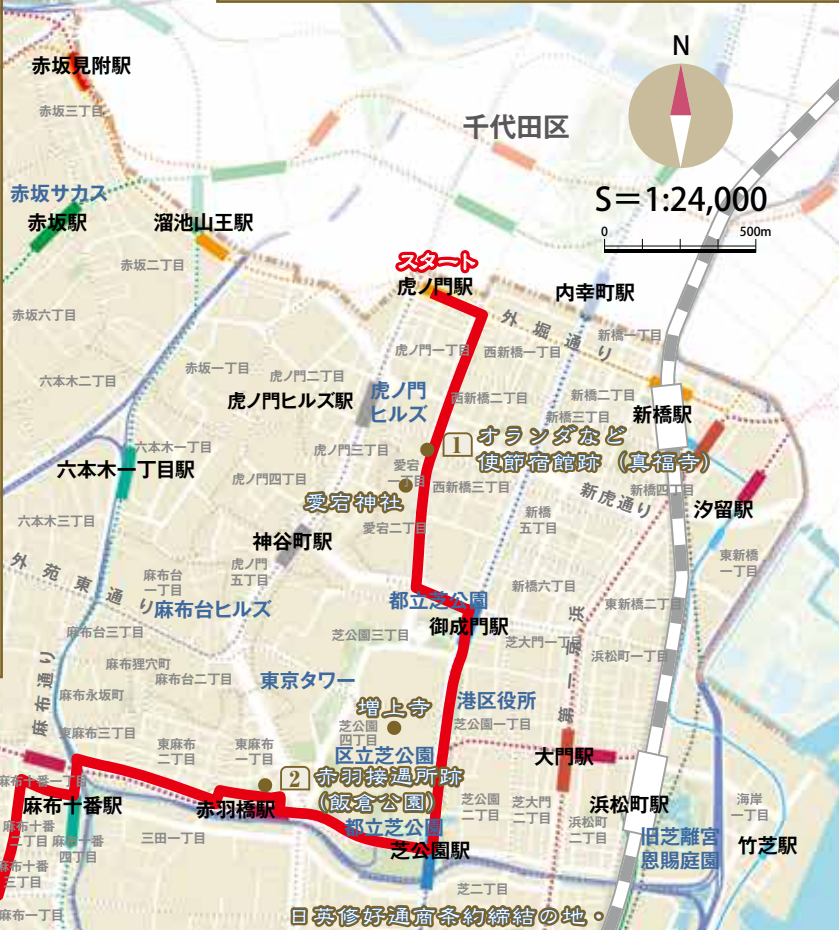 N
赤坂見附駅
赤坂三丁目
千代田区
赤坂サカス
赤坂駅
溜池山王駅
S＝1:24,000
0
500m
赤坂二丁目
スタート
虎ノ門駅
内幸町駅
赤坂六丁目
外堀通り
新橋一丁目
虎ノ門一丁目
西新橋一丁目
赤坂一丁目
虎ノ門二丁目
六本木二丁目
虎ノ門
ヒルズ
虎ノ門ヒルズ駅
西新橋二丁目
新橋二丁目
新橋三丁目
新橋駅
1
オランダなど
使節宿館跡（真福寺）
六本木一丁目
虎ノ門三丁目
愛宕
一丁目
六本木一丁目駅
虎ノ門四丁目
西新橋三丁目
新橋四丁目
新虎通り
愛宕神社
汐留駅
六本木三丁目
愛宕二丁目
新橋
五丁目
神谷町駅
外苑東通り
東新橋
一丁目
虎ノ門
五丁目
麻布台
一丁目
新橋六丁目
麻布台ヒルズ
都立芝公園
東新橋二丁目
御成門駅
麻布台三丁目
芝公園三丁目
芝大門一丁目
第一京浜
浜松町一丁目
麻布通り
麻布狸穴町
麻布台二丁目
東京タワー
麻布永坂町
港区役所
増上寺
芝公園
四丁目
芝公園一丁目
東麻布三丁目
東麻布
二丁目
東麻布
一丁目
区立芝公園
大門駅
麻布十番一丁目
2
赤羽接遇所跡
（飯倉公園）
麻布十番駅
赤羽橋駅
芝公園
二丁目
芝大門
二丁目
浜松町駅
海岸
一丁目
麻布十番
二丁目
都立芝公園
浜松町
二丁目
旧芝離宮
恩賜庭園
竹芝駅
麻布十番
四丁目
三田一丁目
芝公園駅
麻布十番
三丁目
芝二丁目
麻布一丁目
日英修好通商条約締結の地・